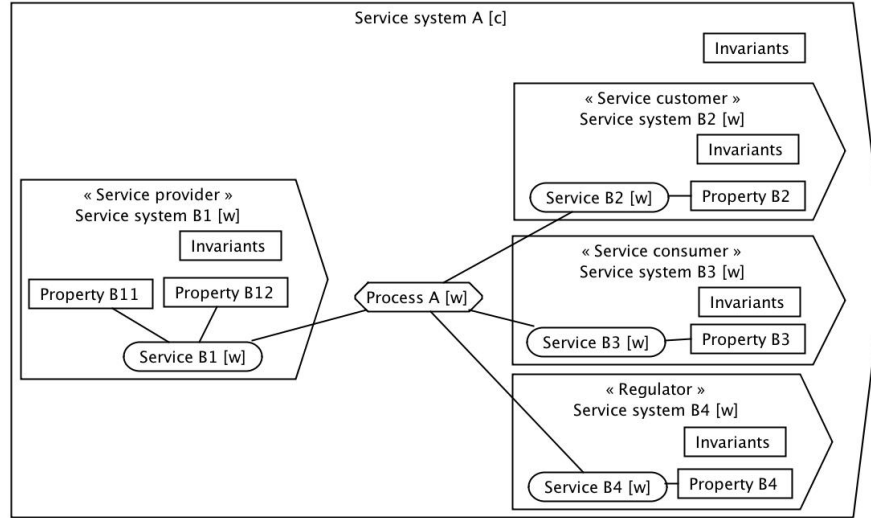 Service system A [c]
Invariants
« Service customer »
Service system B2 [w]
Invariants
Service B2 [w]
Property B2
« Service provider »
Service system B1 [w]
Invariants
Property B11
Property B12
Service B1 [w]
Process A [w]
« Service consumer »
Service system B3 [w]
Invariants
Service B3 [w]
Property B3
« Regulator »
Service system B4 [w]
Invariants
Service B4 [w]
Property B4